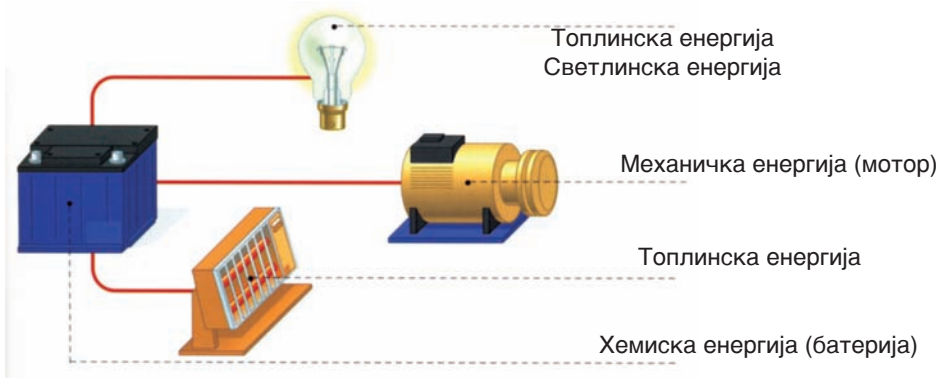 Топлинска енергија
Светлинска енергија
Механичка енергија (мотор)
Топлинска енергија
Хемиска енергија (батерија)